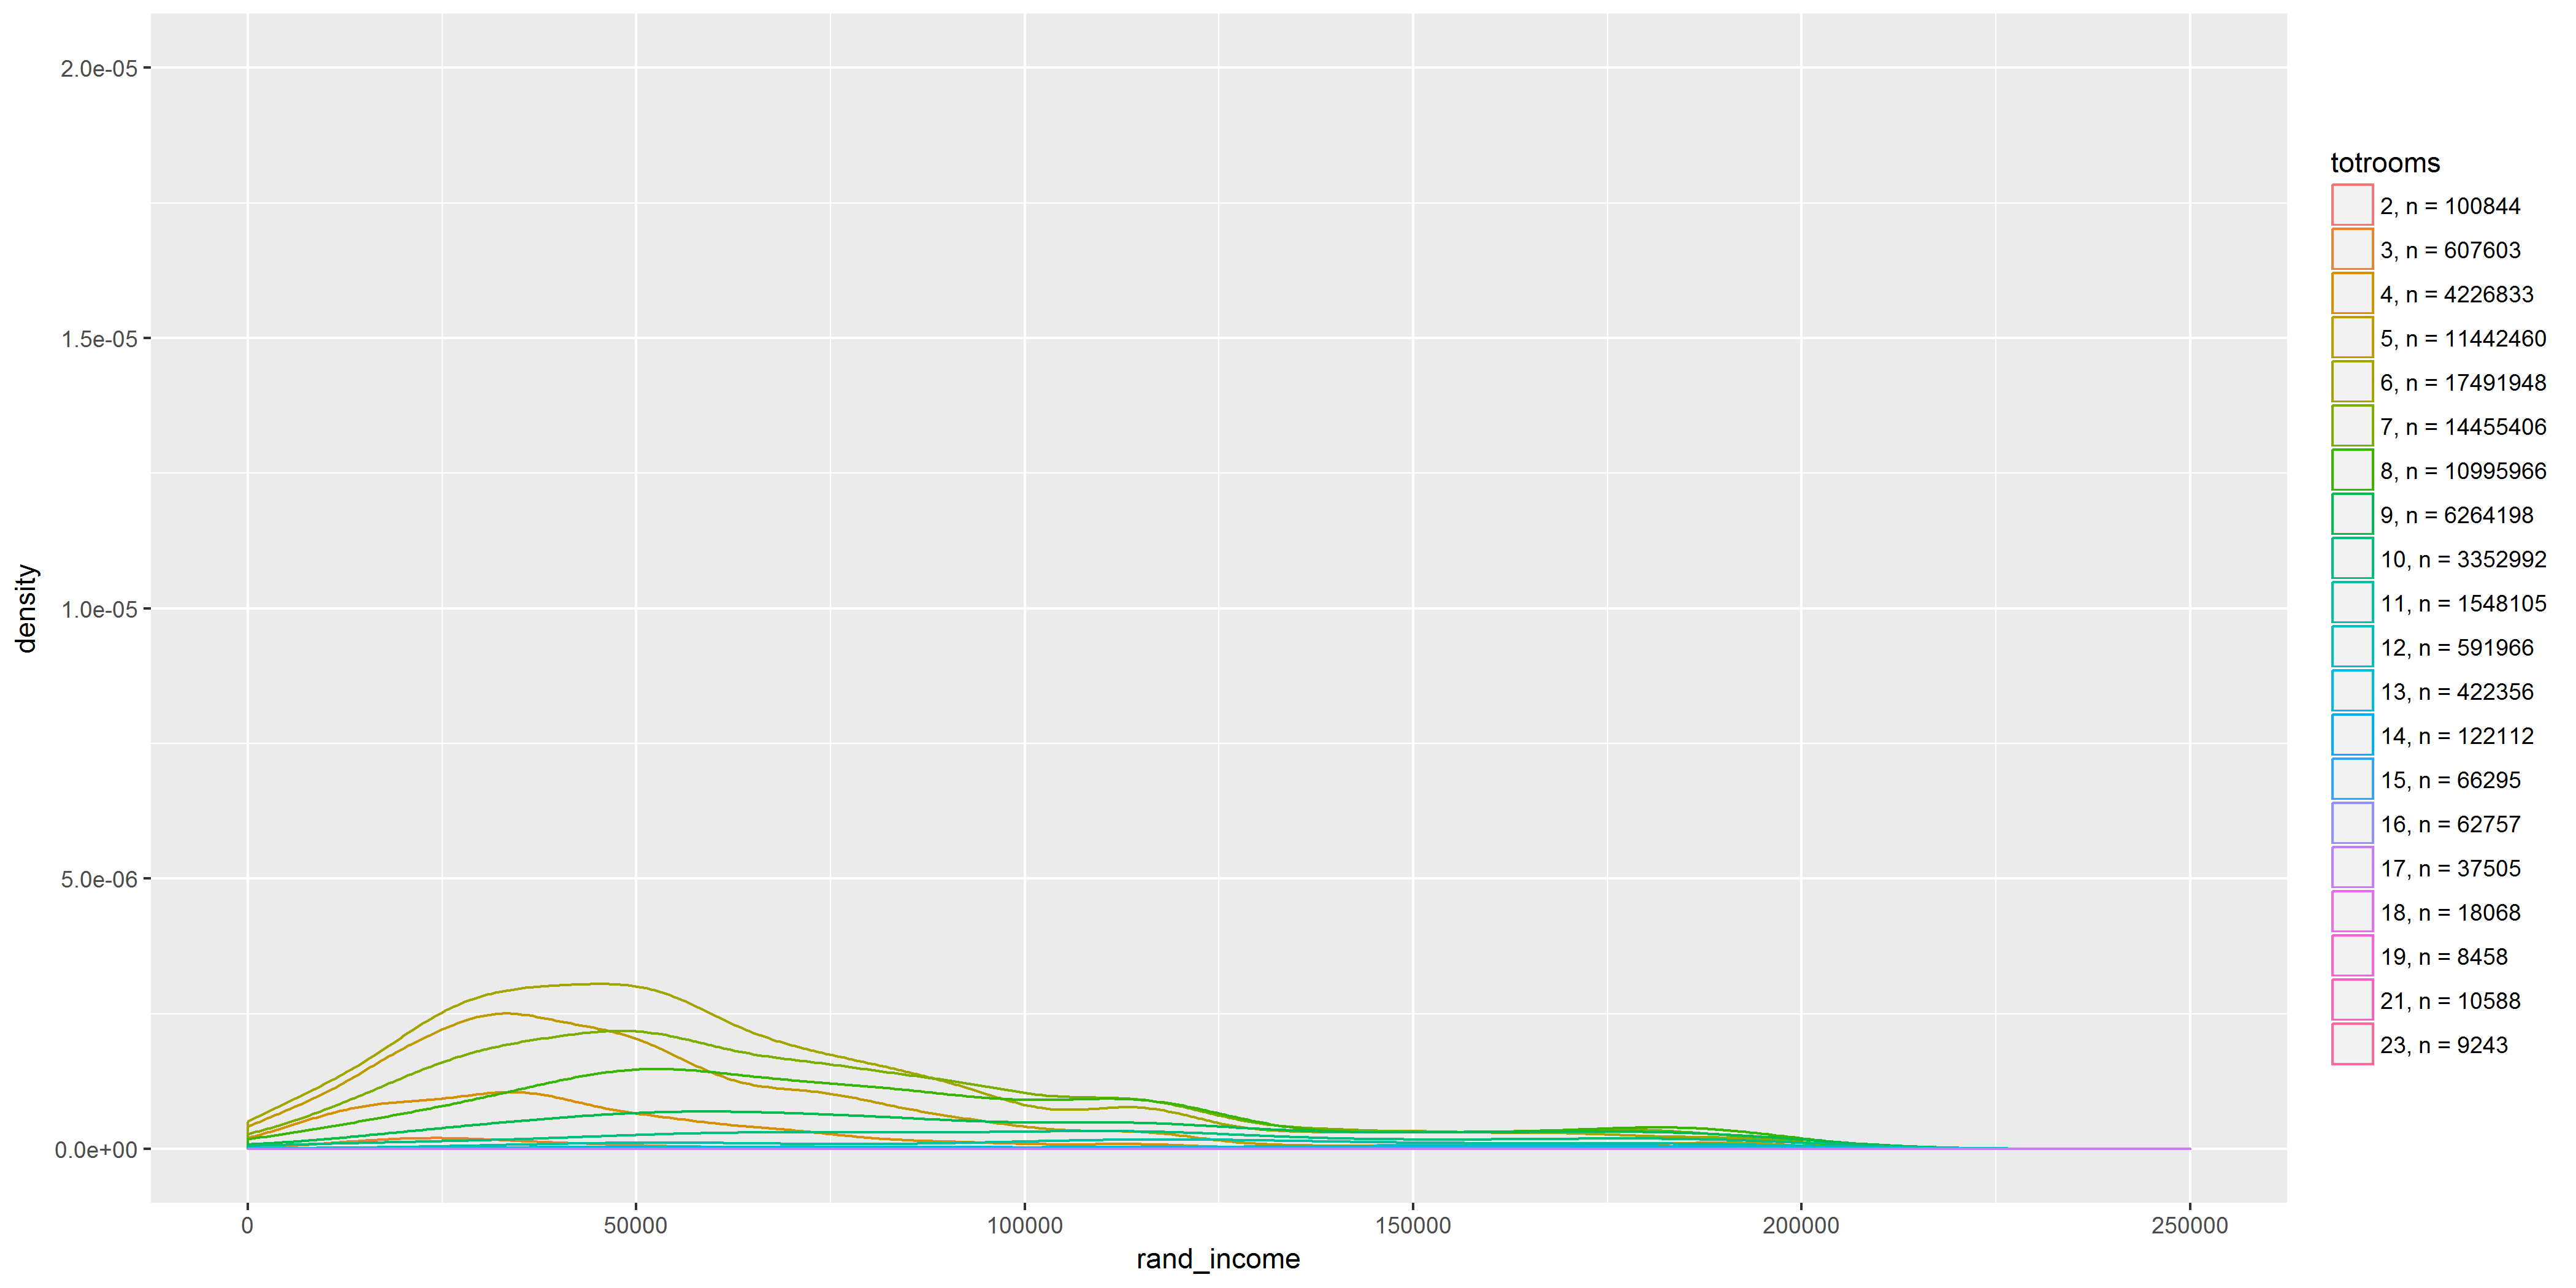 2.0e-05
1.5e-05
1.0e-05
5.0e-06
0.0e+00
density
0 50000 100000 150000 200000 250000
rand_income
totrooms
2, n = 100844
3, n = 607603
4, n = 4226833
5, n = 11442460
6, n = 17491948
7, n = 14455406
8, n = 10995966
9, n = 6264198
10, n = 3352992
11, n = 1548105
12, n = 591966
13, n = 422356
14, n = 122112
15, n = 66295
16, n = 62757
17, n = 37505
18, n = 18068
19, n = 8458
21, n = 10588
23, n = 9243